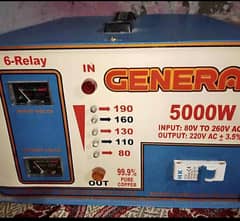 6-Relay
IN
GENERA
5000W
INPUT: 80V TO 260V AC
OUTPUT: 220V AC ± 3.5%
190
160
130
110
80
99.9%
PURE
COPPER
OUT